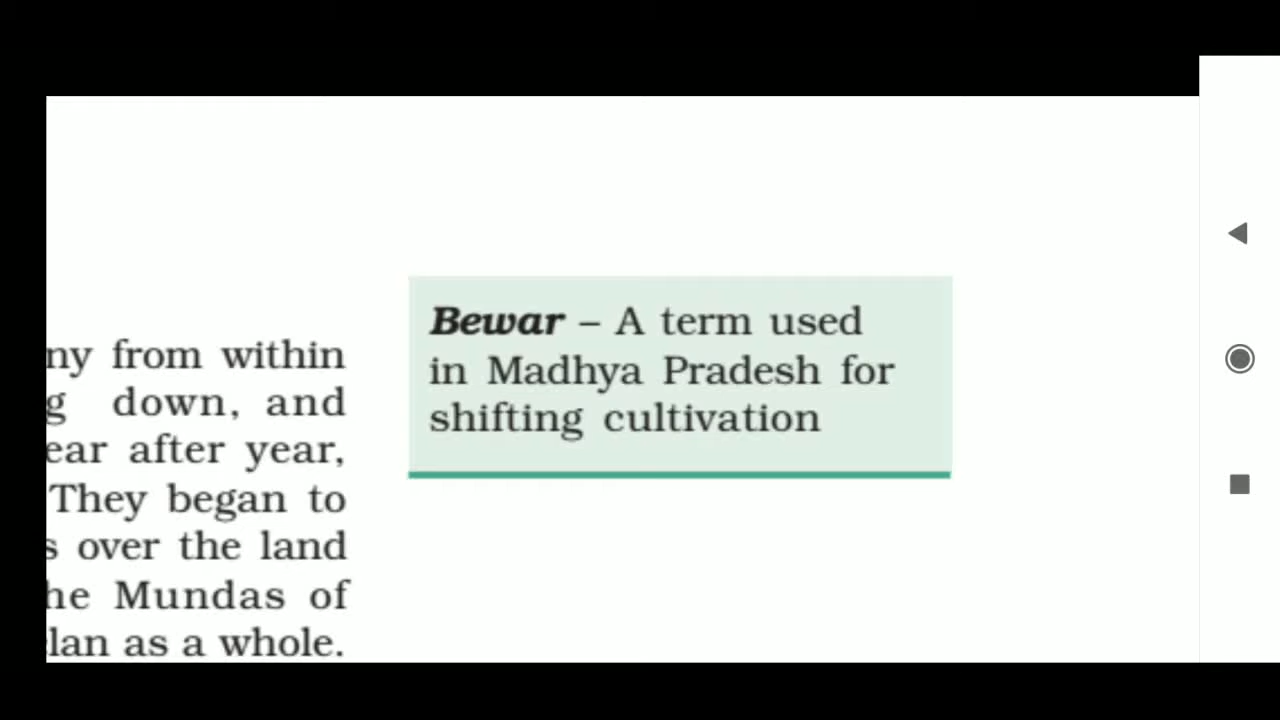 ny from within
g down, and
ear after year,
They began to
s over the land
he Mundas of
lan as a whole.
Bewar – A term used
in Madhya Pradesh for
shifting cultivation